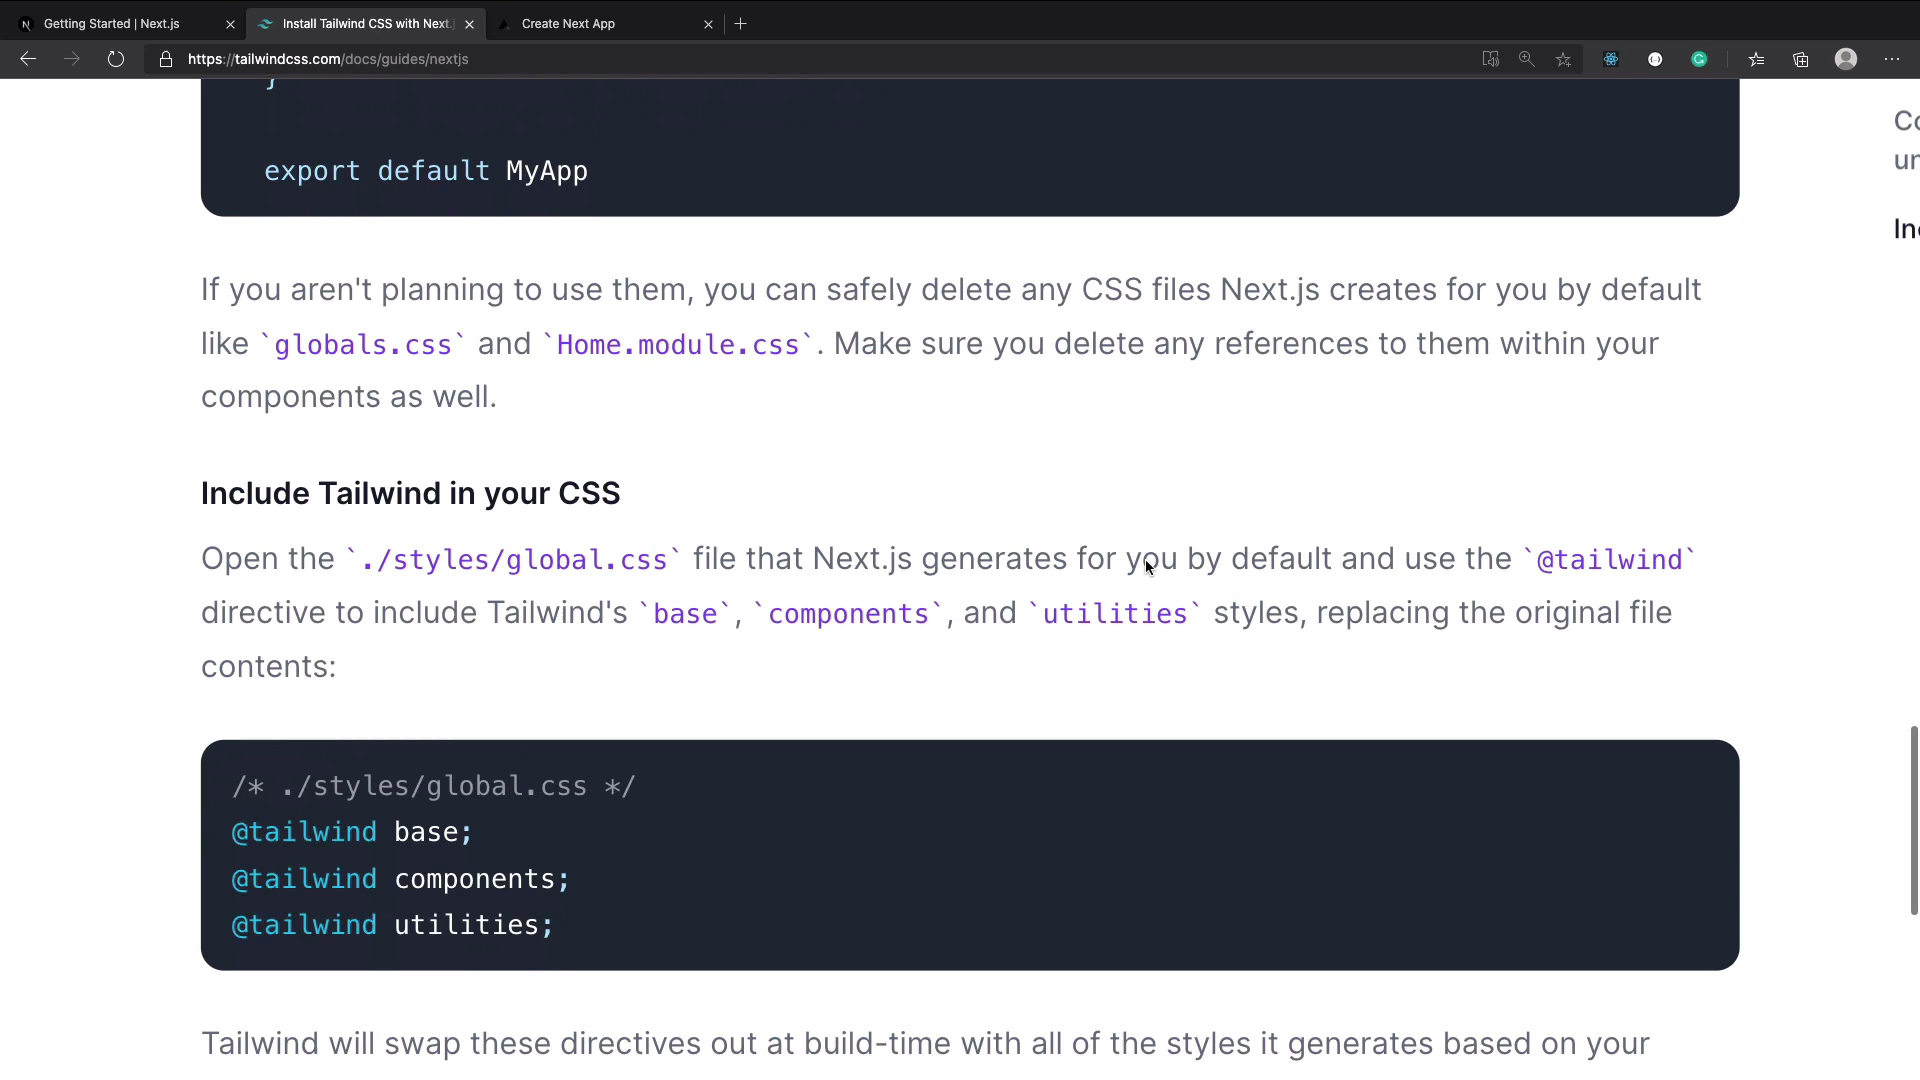 Getting Started | Next.js
Install Tailwind CSS with Next.
Create Next App
https://tailwindcss.com/docs/guides/nextjs
}
export default MyApp
If you aren't planning to use them, you can safely delete any CSS files Next.js creates for you by default
like `globals.css` and `Home.module.css`. Make sure you delete any references to them within your
components as well.
Include Tailwind in your CSS
Open the `./styles/global.css` file that Next.js generates for you by default and use the `@tailwind`
directive to include Tailwind's `base`, `components`, and `utilities` styles, replacing the original file
contents:
/* ./styles/global.css */
@tailwind base;
@tailwind components;
@tailwind utilities;
Tailwind will swap these directives out at build-time with all of the styles it generates based on your